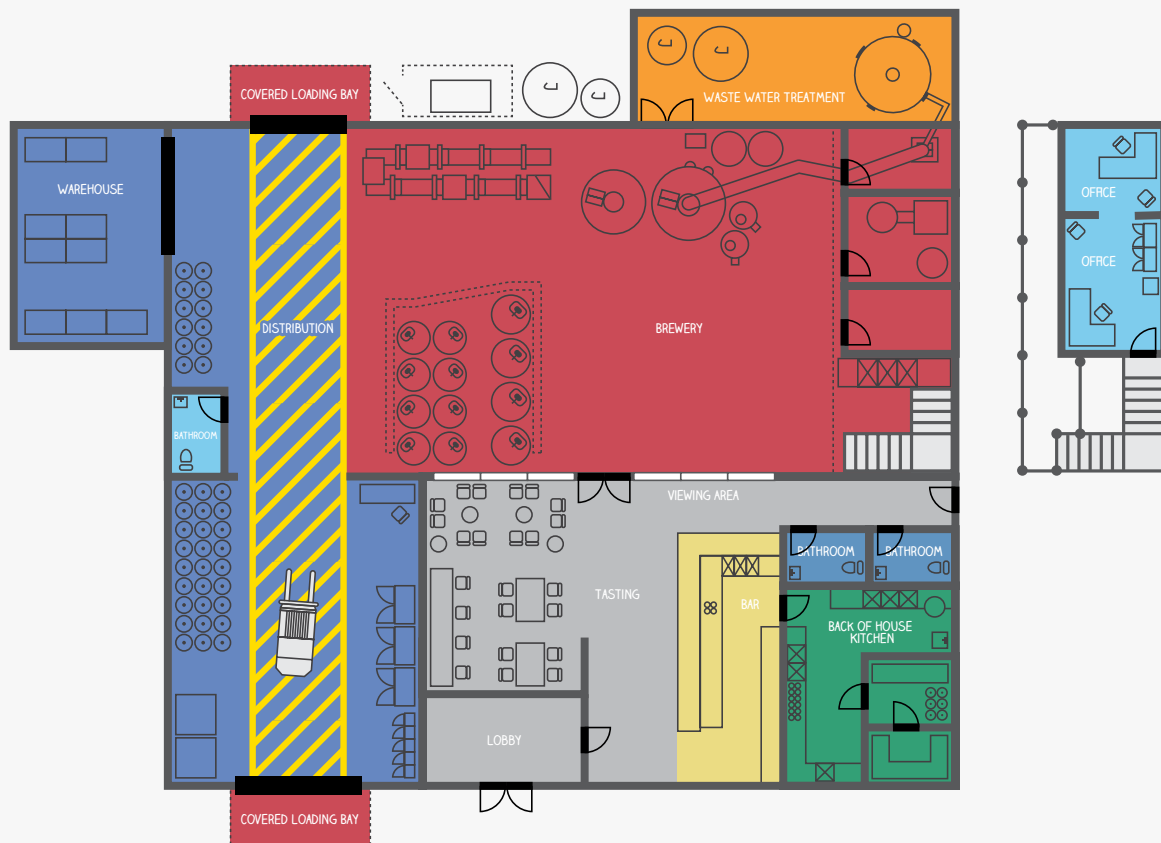 COVERED LOADING BAY
WASTE WATER TREATMENT
WAREHOUSE
OFFICE
OFFICE
DISTRIBUTION
BREWERY
BATHROOM
VIEWING AREA
BATHROOM
BATHROOM
TASTING
BAR
BACK OF HOUSE
KITCHEN
LOBBY
COVERED LOADING BAY